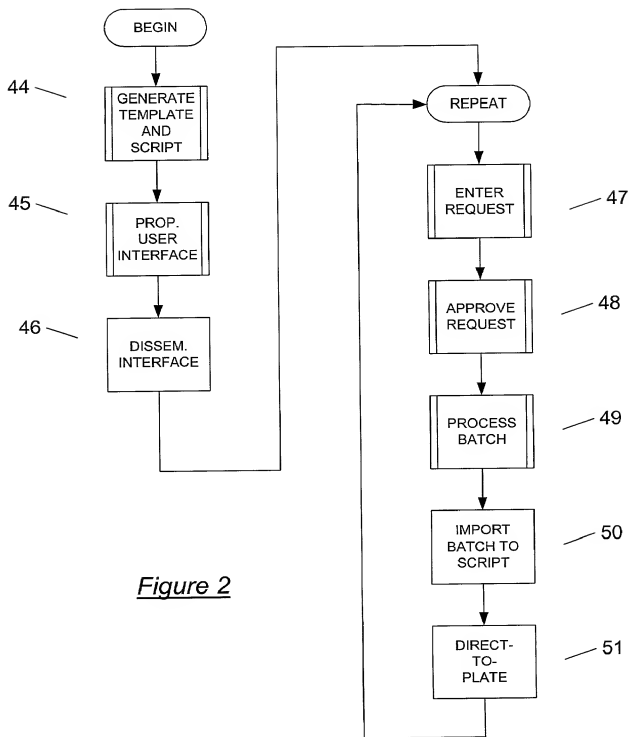 BEGIN
44
GENERATE
TEMPLATE
AND
SCRIPT
45
PROP.
USER
INTERFACE
46
DISSEM.
INTERFACE
REPEAT
ENTER
REQUEST
47
APPROVE
REQUEST
48
PROCESS
BATCH
49
IMPORT
BATCH TO
SCRIPT
50
DIRECT-
TO-
PLATE
51
Figure 2